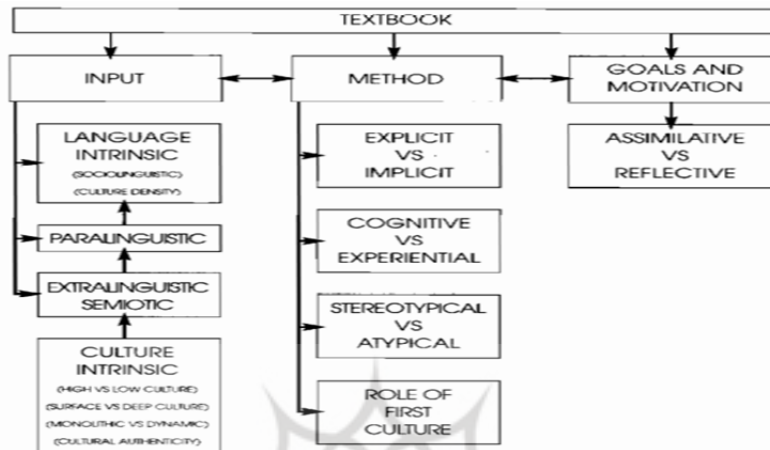 TEXTBOOK
INPUT
METHOD
GOALS AND
MOTIVATION
LANGUAGE
INTRINSIC
(SOCIOLINGUISTIC)
(CULTURE DENSITY)
PARALINGUISTIC
EXTRALINGUISTIC
SEMIOTIC
CULTURE
INTRINSIC
(HIGH VS LOW CULTURE)
(SURFACE VS DEEP CULTURE)
(MONOLITHIC VS DYNAMIC)
(CULTURAL AUTHENTICITY)
EXPLICIT
VS
IMPLICIT
COGNITIVE
VS
EXPERIENTIAL
STEREOTYPICAL
VS
ATYPICAL
ROLE OF
FIRST
CULTURE
ASSIMILATIVE
VS
REFLECTIVE